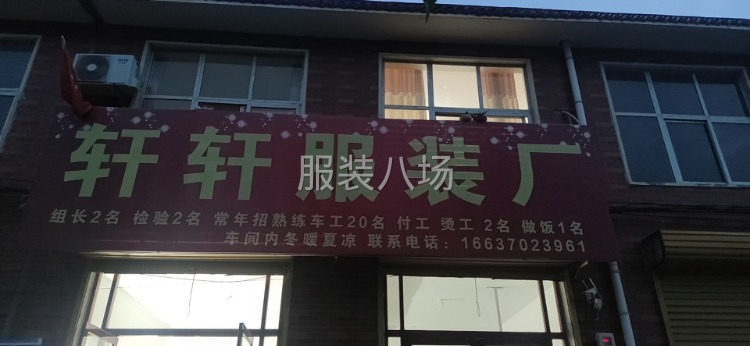 轩轩服装厂
服装八场
组长2名 检验2名 常年招熟练车工20名 付工 烫工 2名 做饭1名
车间内冬暖夏凉 联系电话：16637023961